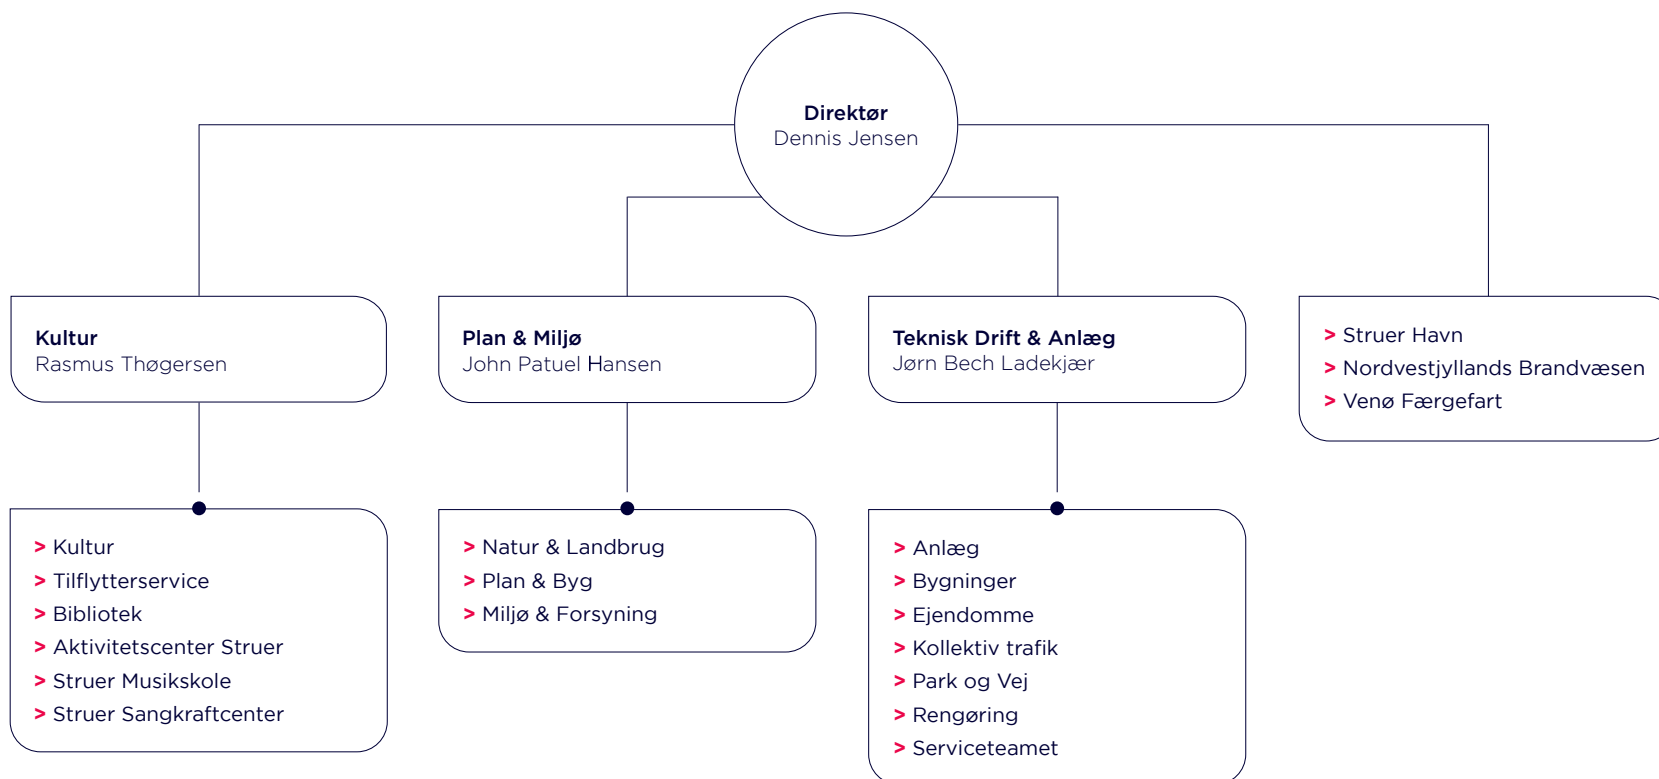 Direktør
Dennis Jensen
Kultur
Rasmus Thøgersen
> Kultur
> Tilflytterservice
> Bibliotek
> Aktivitetscenter Struer
> Struer Musikskole
> Struer Sangkraftcenter
Plan & Miljø
John Patuel Hansen
> Natur & Landbrug
> Plan & Byg
> Miljø & Forsyning
Teknisk Drift & Anlæg
Jørn Bech Ladekjær
> Anlæg
> Bygninger
> Ejendomme
> Kollektiv trafik
> Park og Vej
> Rengøring
> Serviceteamet
> Struer Havn
> Nordvestjyllands Brandvæsen
> Venø Færgefart